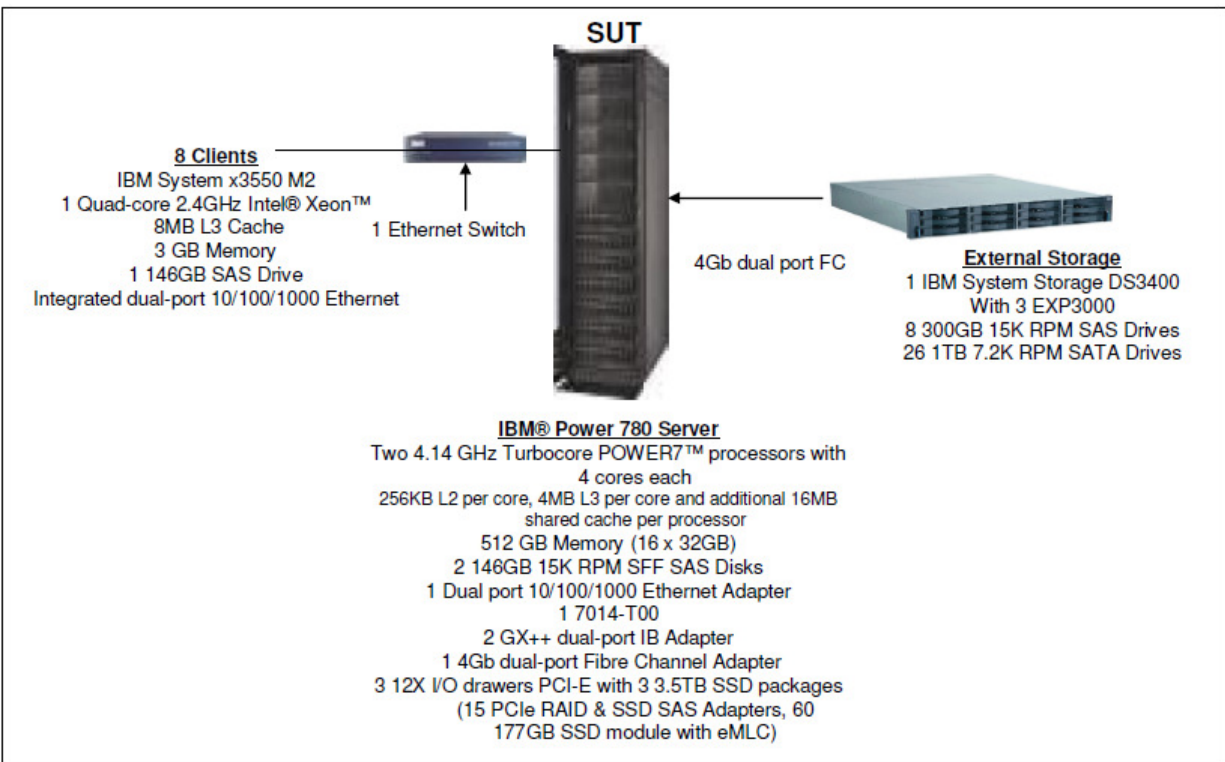 SUT
8 Clients
IBM System x3550 M2
1 Quad-core 2.4GHz Intel® Xeon™
8MB L3 Cache
3 GB Memory
1 146GB SAS Drive
Integrated dual-port 10/100/1000 Ethernet
1 Ethernet Switch
4Gb dual port FC
External Storage
1 IBM System Storage DS3400
With 3 EXP3000
8 300GB 15K RPM SAS Drives
26 1TB 7.2K RPM SATA Drives
IBM® Power 780 Server
Two 4.14 GHz Turbocore POWER7™ processors with
4 cores each
256KB L2 per core, 4MB L3 per core and additional 16MB
shared cache per processor
512 GB Memory (16 x 32GB)
2 146GB 15K RPM SFF SAS Disks
1 Dual port 10/100/1000 Ethernet Adapter
1 7014-T00
2 GX++ dual-port IB Adapter
1 4Gb dual-port Fibre Channel Adapter
3 12X I/O drawers PCI-E with 3 3.5TB SSD packages
(15 PCIe RAID & SSD SAS Adapters, 60
177GB SSD module with eMLC)